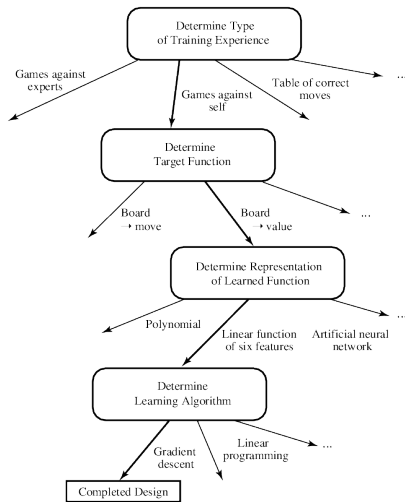 Determine Type
of Training Experience
Games against
experts
Games against
self
Table of correct
moves
...
Determine
Target Function
Board
→ move
Board
→ value
...
Determine Representation
of Learned Function
Polynomial
Linear function
of six features
Artificial neural
network
...
Determine
Learning Algorithm
Gradient
descent
Linear
programming
...
Completed Design